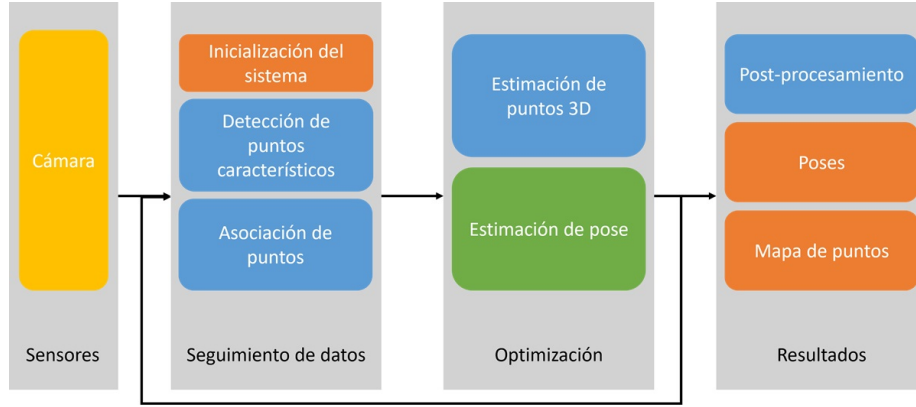 Cámara
Sensores
Inicialización del
sistema
Detección de
puntos
característicos
Asociación de
puntos
Seguimiento de datos
Estimación de
puntos 3D
Estimación de pose
Optimización
Post-procesamiento
Poses
Mapa de puntos
Resultados